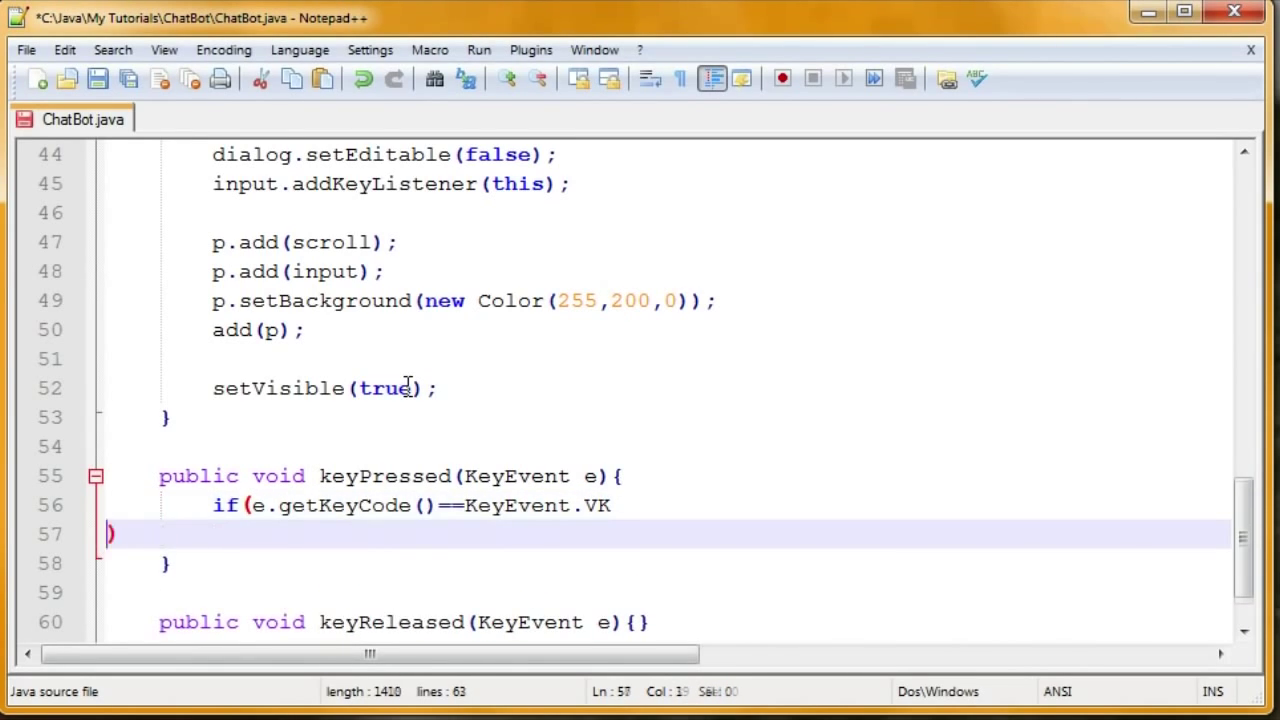 *C:\Java\My Tutorials\ChatBot\ChatBot.java - Notepad++
File Edit Search View Encoding Language Settings Macro Run Plugins Window ? X
ChatBot.java
44 dialog.setEditable(false);
45 input.addKeyListener(this);
46
47 p.add(scroll);
48 p.add(input);
49 p.setBackground(new Color(255,200,0));
50 add(p);
51
52 setVisible(true);
53 }
54
55 public void keyPressed(KeyEvent e){
56 if(e.getKeyCode()==KeyEvent.VK
57 )
58 }
59
60 public void keyReleased(KeyEvent e){}
Java source file length : 1410 lines : 63 Ln : 57 Col : 19 Dos\Windows ANSI INS